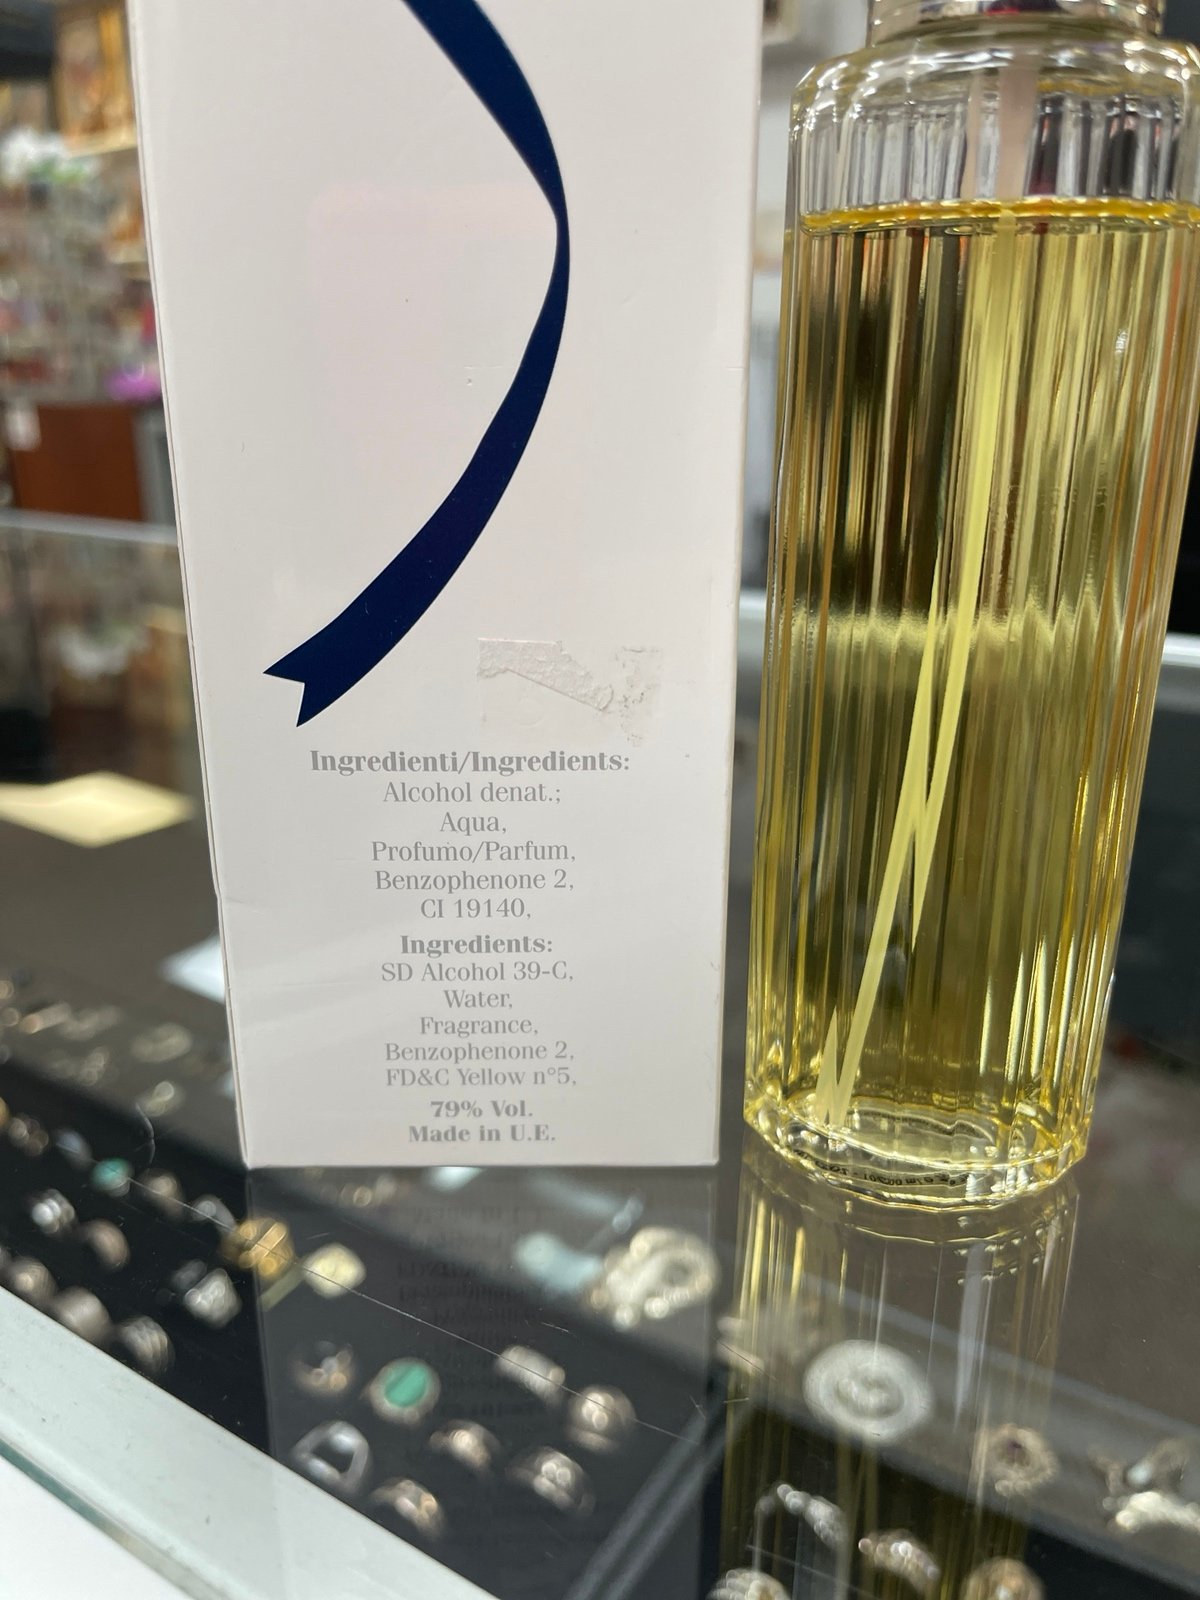 Ingredienti/Ingredients:
Alcohol denat.;
Aqua,
Profumo/Parfum,
Benzophenone 2,
CI 19140,
Ingredients:
SD Alcohol 39-C,
Water,
Fragrance,
Benzophenone 2,
FD&C Yellow n°5,
79% Vol.
Made in U.E.